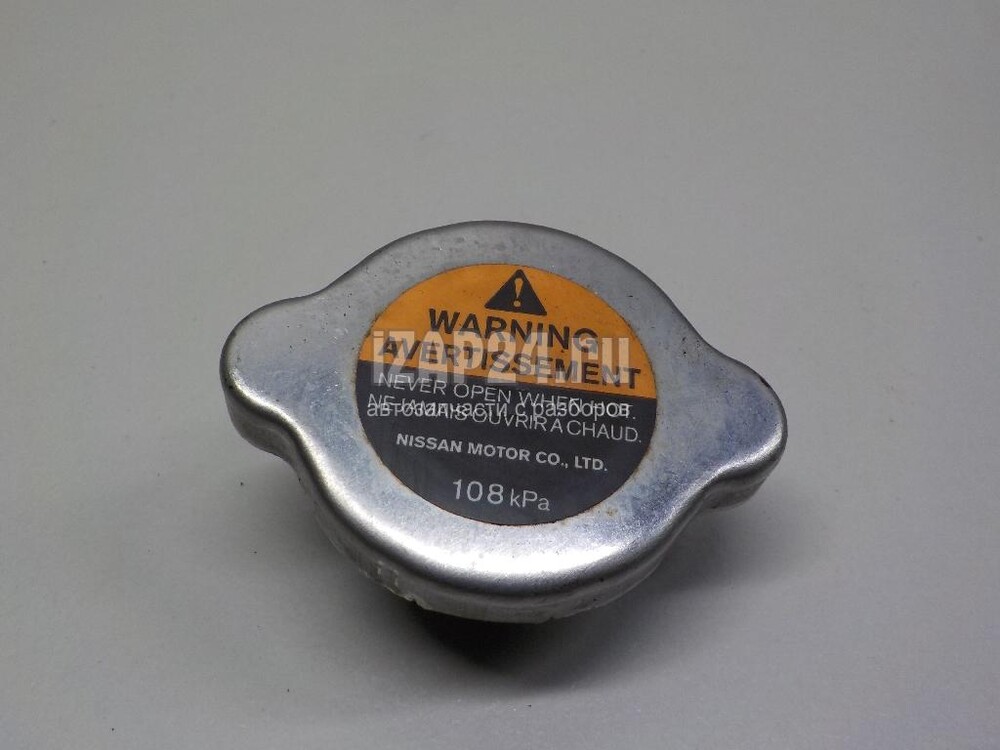 WARNING
AVERTISSEMENT
iZAP24.ru
NEVER OPEN WHEN HOT.
автозапчасти с разборов
NE JAMAIS OUVRIR A CHAUD.
NISSAN MOTOR CO., LTD.
108 kPa